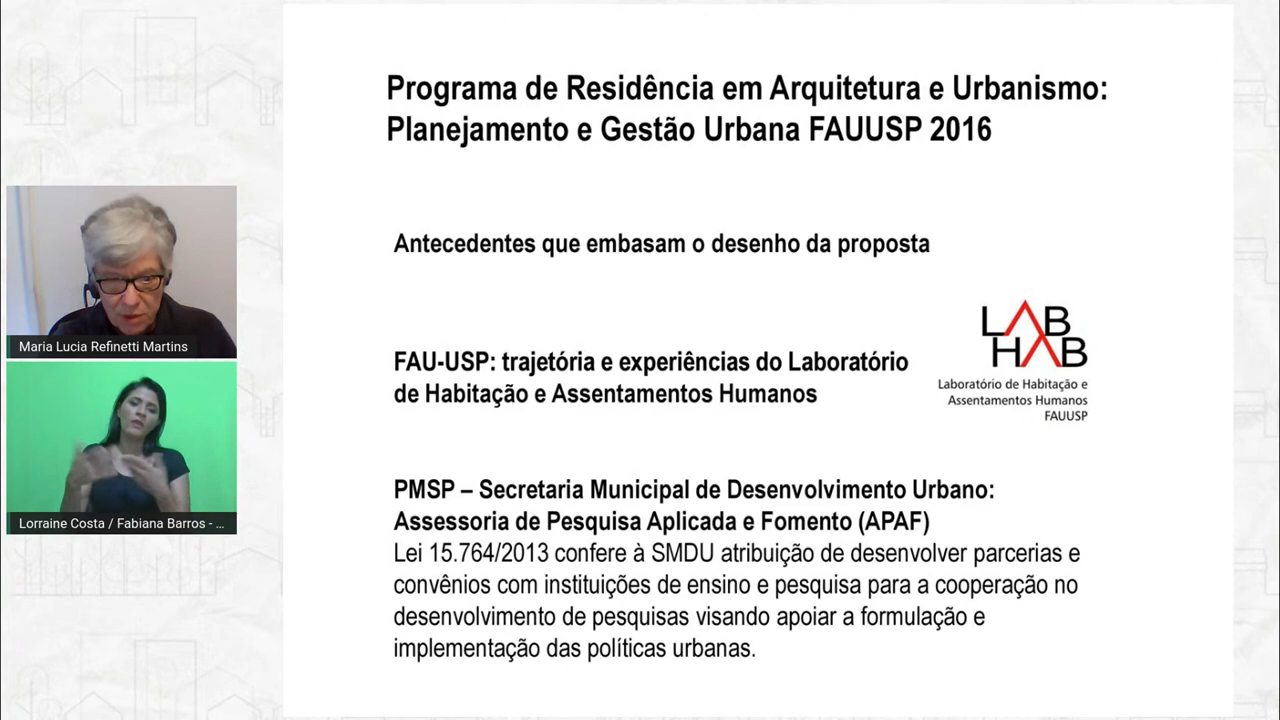 Programa de Residência em Arquitetura e Urbanismo:
Planejamento e Gestão Urbana FAUUSP 2016
Antecedentes que embasam o desenho da proposta
FAU-USP: trajetória e experiências do Laboratório
de Habitação e Assentamentos Humanos
LAB
HAB
Laboratório de Habitação e
Assentamentos Humanos
FAUUSP
PMSP – Secretaria Municipal de Desenvolvimento Urbano:
Assessoria de Pesquisa Aplicada e Fomento (APAF)
Lei 15.764/2013 confere à SMDU atribuição de desenvolver parcerias e
convênios com instituições de ensino e pesquisa para a cooperação no
desenvolvimento de pesquisas visando apoiar a formulação e
implementação das políticas urbanas.
Maria Lucia Refinetti Martins
Lorraine Costa / Fabiana Barros - ...